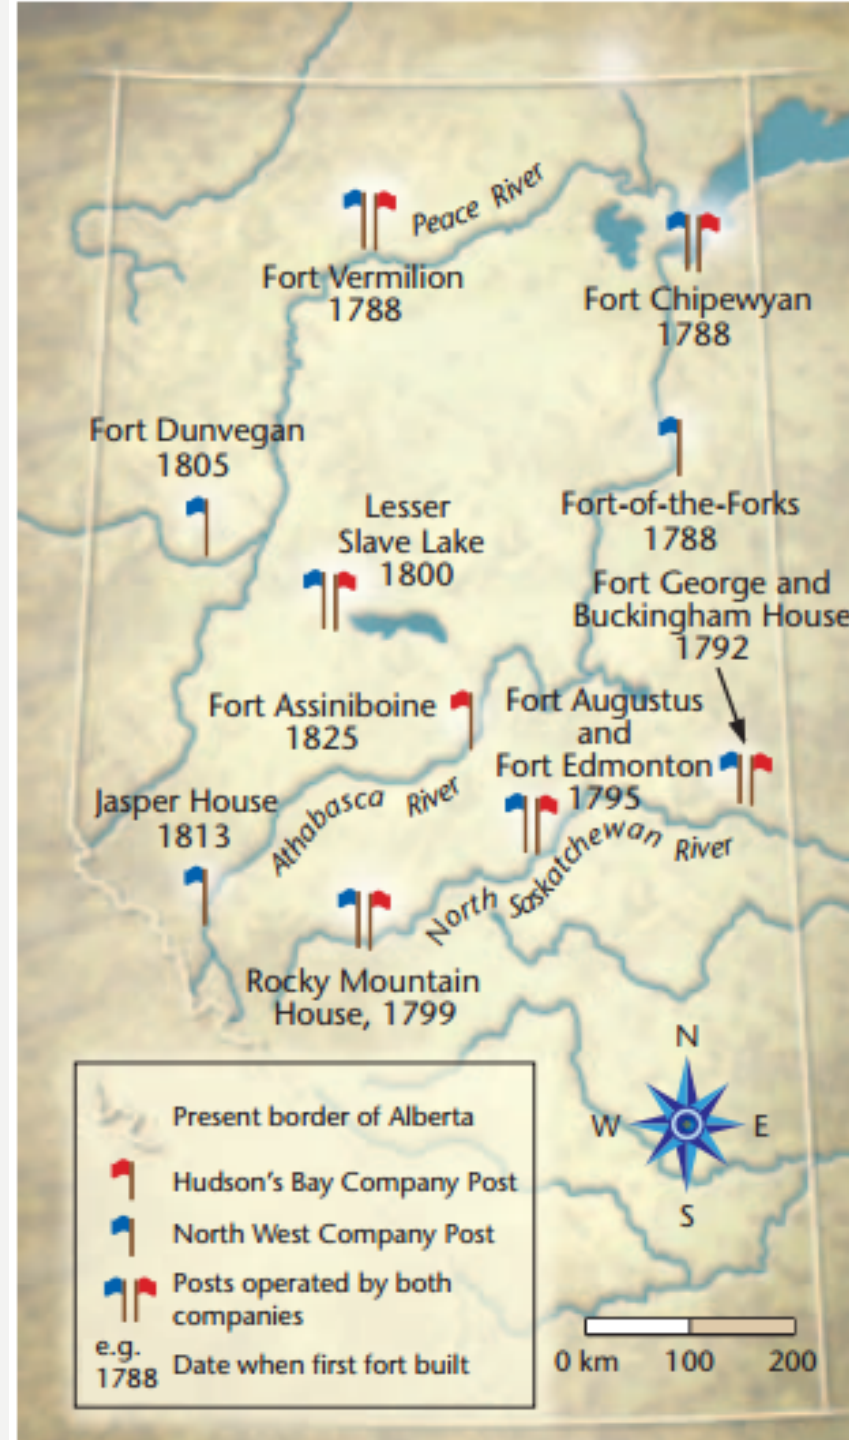 Peace River
Fort Vermilion
1788
Fort Chipewyan
1788
Fort Dunvegan
1805
Lesser
Slave Lake
1800
Fort-of-the-Forks
1788
Fort George and
Buckingham House
1792
Fort Assiniboine
1825
Fort Augustus
and
Fort Edmonton
1795
Jasper House
1813
Athabasca River
North Saskatchewan River
Rocky Mountain
House, 1799
N
W
E
S
Present border of Alberta
Hudson's Bay Company Post
North West Company Post
Posts operated by both
companies
e.g.
1788
Date when first fort built
0 km 100 200